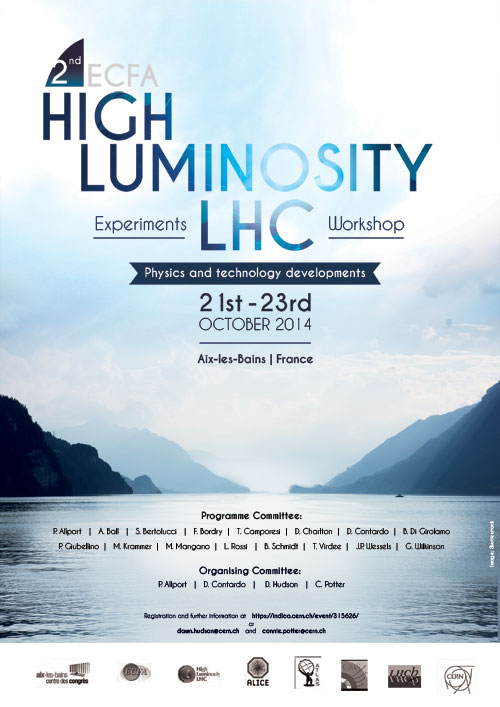 2nd ECFA
HIGH
LUMINOSITY
Experiments LHC Workshop
Physics and technology developments
21st - 23rd
OCTOBER 2014
Aix-les-Bains | France
Programme Committee:
P. Allport | A. Ball | S. Bertolucci | F. Bordry | T. Camporesi | D. Charlton | D. Contardo | B. Di Girolamo
P. Giubellino | M. Krammer | M. Mangano | L. Rossi | B. Schmidt | T. Virdee | J.P. Wessels | G. Wilkinson
Organising Committee:
P. Allport | D. Contardo | D. Hudson | C. Potter
Registration and further information at https://indico.cern.ch/event/315626/
or
dawn.hudson@cern.ch and connie.potter@cern.ch
aix-les-bains
centre des congrès
ECFA
High
Luminosity
LHC
ALICE
ATLAS
LHCb
CERN